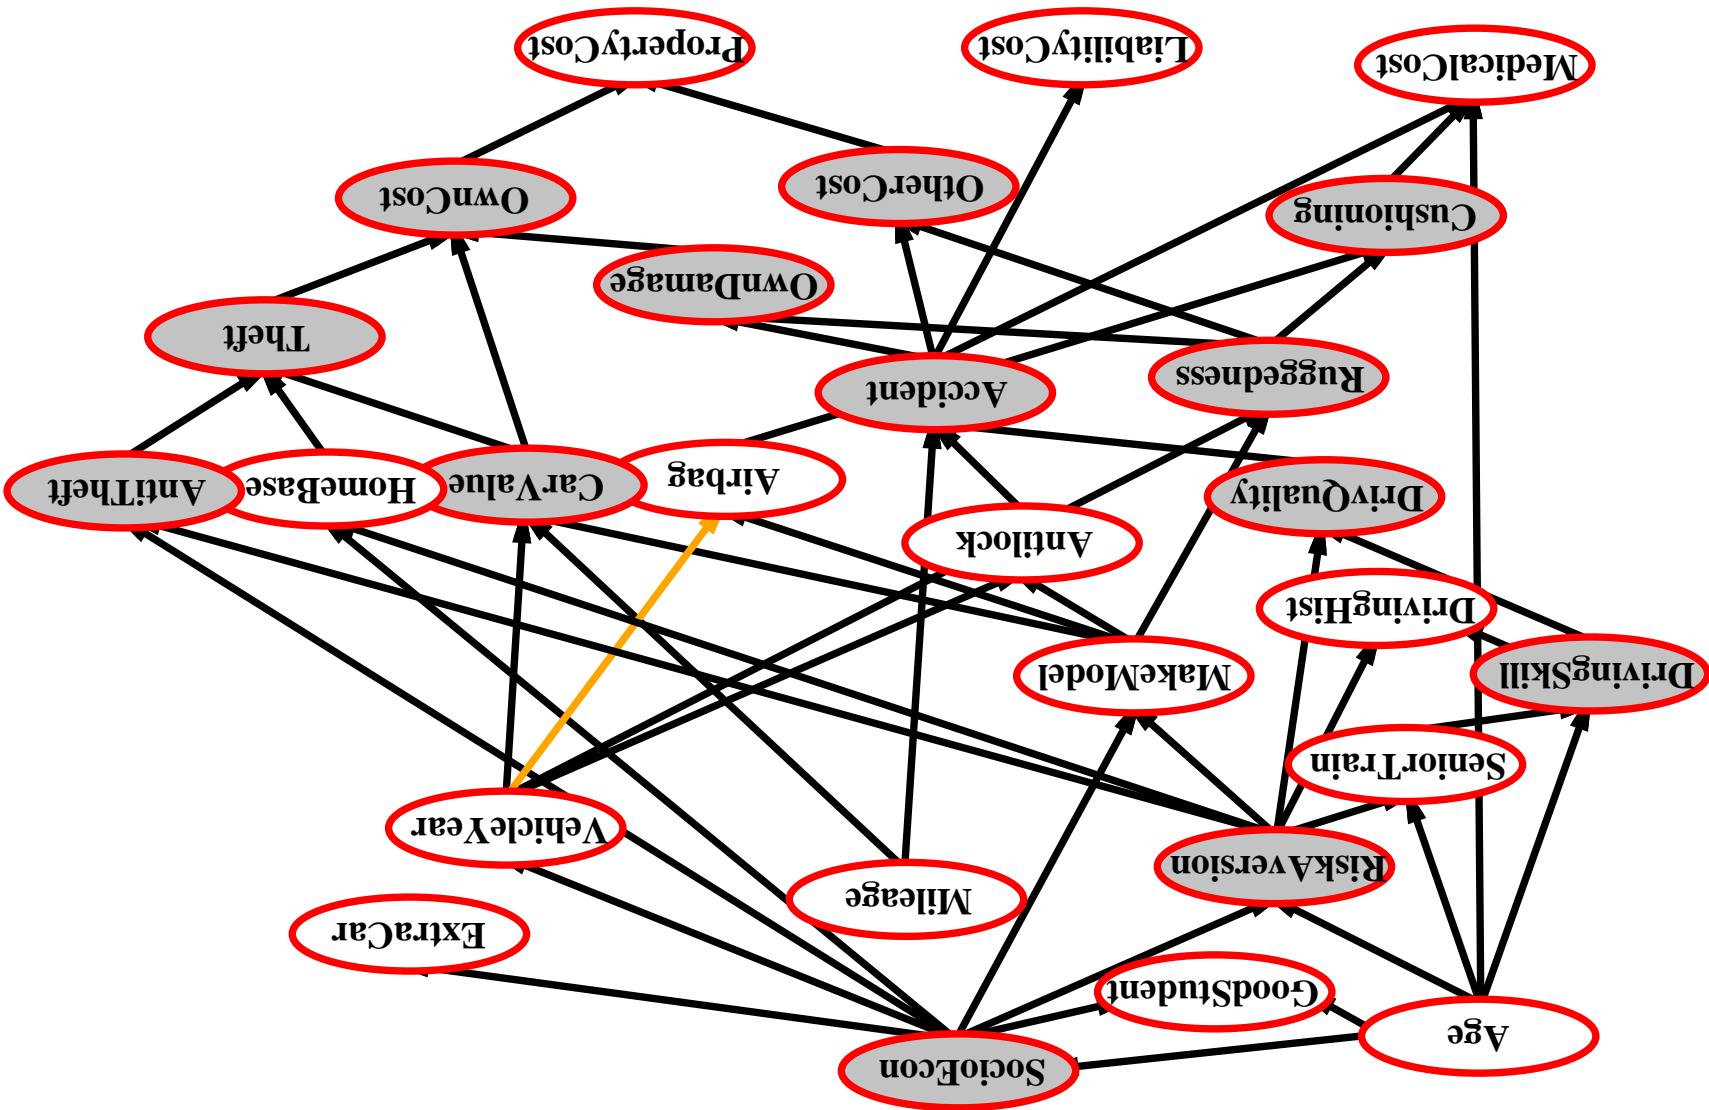 Age
SocioEcon
GoodStudent
ExtraCar
Mileage
RiskAversion
VehicleYear
SeniorTrain
MakeModel
DrivingSkill
DrivingHist
Antilock
DrivQuality
AntiTheft
HomeBase
CarValue
Airbag
Accident
Ruggedness
Theft
OwnDamage
Cushioning
OwnCost
OtherCost
MedicalCost
LiabilityCost
PropertyCost